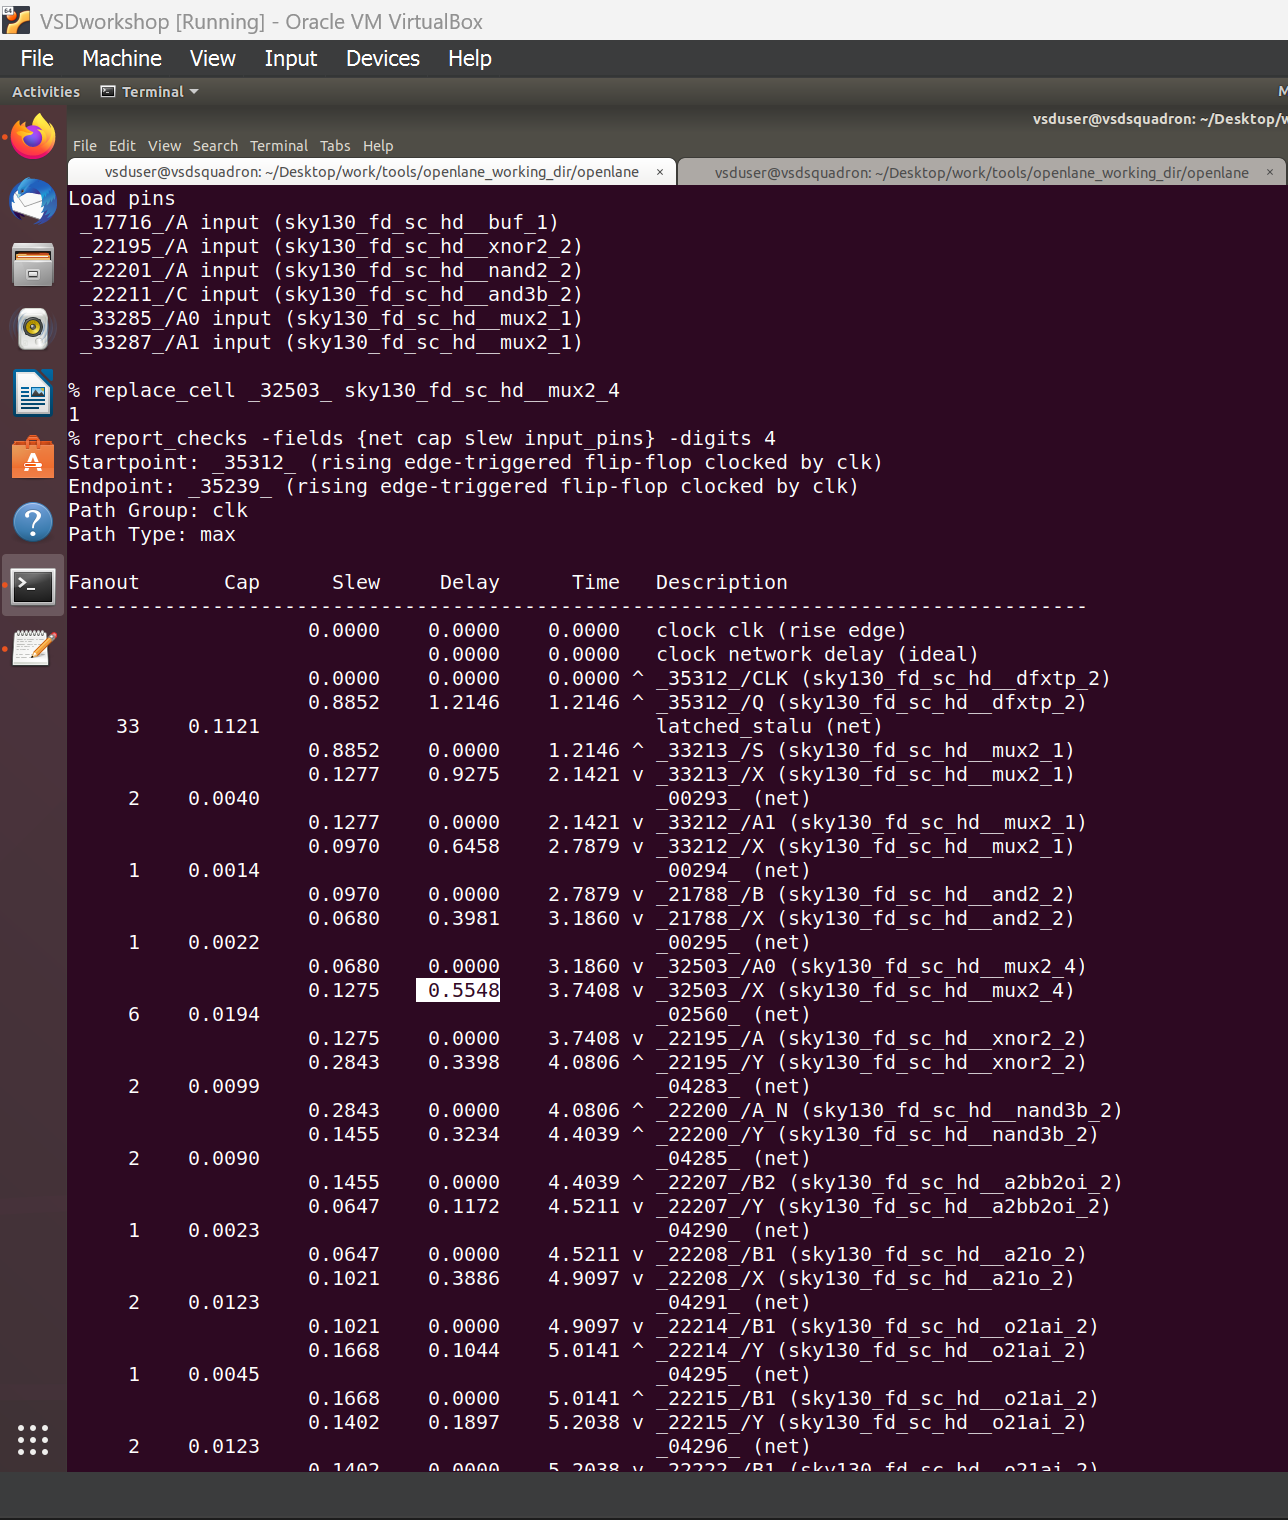 VSDworkshop [Running] - Oracle VM VirtualBox
File Machine View Input Devices Help
Activities Terminal
vsduser@vsdsquadron: ~/Desktop/w
File Edit View Search Terminal Tabs Help
vsduser@vsdsquadron: ~/Desktop/work/tools/openlane_working_dir/openlane × vsduser@vsdsquadron: ~/Desktop/work/tools/openlane_working_dir/openlane ×
Load pins
_17716_/A input (sky130_fd_sc_hd__buf_1)
_22195_/A input (sky130_fd_sc_hd__xnor2_2)
_22201_/A input (sky130_fd_sc_hd__nand2_2)
_22211_/C input (sky130_fd_sc_hd__and3b_2)
_33285_/A0 input (sky130_fd_sc_hd__mux2_1)
_33287_/A1 input (sky130_fd_sc_hd__mux2_1)
% replace_cell _32503_ sky130_fd_sc_hd__mux2_4
1
% report_checks -fields {net cap slew input_pins} -digits 4
Startpoint: _35312_ (rising edge-triggered flip-flop clocked by clk)
Endpoint: _35239_ (rising edge-triggered flip-flop clocked by clk)
Path Group: clk
Path Type: max
Fanout Cap Slew Delay Time Description
-------------------------------------------------------------------------------------
0.0000 0.0000 0.0000 clock clk (rise edge)
0.0000 0.0000 clock network delay (ideal)
0.0000 0.0000 0.0000 ^ _35312_/CLK (sky130_fd_sc_hd__dfxtp_2)
0.8852 1.2146 1.2146 ^ _35312_/Q (sky130_fd_sc_hd__dfxtp_2)
33 0.1121 latched_stalu (net)
0.8852 0.0000 1.2146 ^ _33213_/S (sky130_fd_sc_hd__mux2_1)
0.1277 0.9275 2.1421 v _33213_/X (sky130_fd_sc_hd__mux2_1)
2 0.0040 _00293_ (net)
0.1277 0.0000 2.1421 v _33212_/A1 (sky130_fd_sc_hd__mux2_1)
0.0970 0.6458 2.7879 v _33212_/X (sky130_fd_sc_hd__mux2_1)
1 0.0014 _00294_ (net)
0.0970 0.0000 2.7879 v _21788_/B (sky130_fd_sc_hd__and2_2)
0.0680 0.3981 3.1860 v _21788_/X (sky130_fd_sc_hd__and2_2)
1 0.0022 _00295_ (net)
0.0680 0.0000 3.1860 v _32503_/A0 (sky130_fd_sc_hd__mux2_4)
0.1275 0.5548 3.7408 v _32503_/X (sky130_fd_sc_hd__mux2_4)
6 0.0194 _02560_ (net)
0.1275 0.0000 3.7408 v _22195_/A (sky130_fd_sc_hd__xnor2_2)
0.2843 0.3398 4.0806 ^ _22195_/Y (sky130_fd_sc_hd__xnor2_2)
2 0.0099 _04283_ (net)
0.2843 0.0000 4.0806 ^ _22200_/A_N (sky130_fd_sc_hd__nand3b_2)
0.1455 0.3234 4.4039 ^ _22200_/Y (sky130_fd_sc_hd__nand3b_2)
2 0.0090 _04285_ (net)
0.1455 0.0000 4.4039 ^ _22207_/B2 (sky130_fd_sc_hd__a2bb2oi_2)
0.0647 0.1172 4.5211 v _22207_/Y (sky130_fd_sc_hd__a2bb2oi_2)
1 0.0023 _04290_ (net)
0.0647 0.0000 4.5211 v _22208_/B1 (sky130_fd_sc_hd__a21o_2)
0.1021 0.3886 4.9097 v _22208_/X (sky130_fd_sc_hd__a21o_2)
2 0.0123 _04291_ (net)
0.1021 0.0000 4.9097 v _22214_/B1 (sky130_fd_sc_hd__o21ai_2)
0.1668 0.1044 5.0141 ^ _22214_/Y (sky130_fd_sc_hd__o21ai_2)
1 0.0045 _04295_ (net)
0.1668 0.0000 5.0141 ^ _22215_/B1 (sky130_fd_sc_hd__o21ai_2)
0.1402 0.1897 5.2038 v _22215_/Y (sky130_fd_sc_hd__o21ai_2)
2 0.0123 _04296_ (net)
0.1402 0.0000 5.2038 v _22222_/B1 (sky130_fd_sc_hd__o21ai_2)